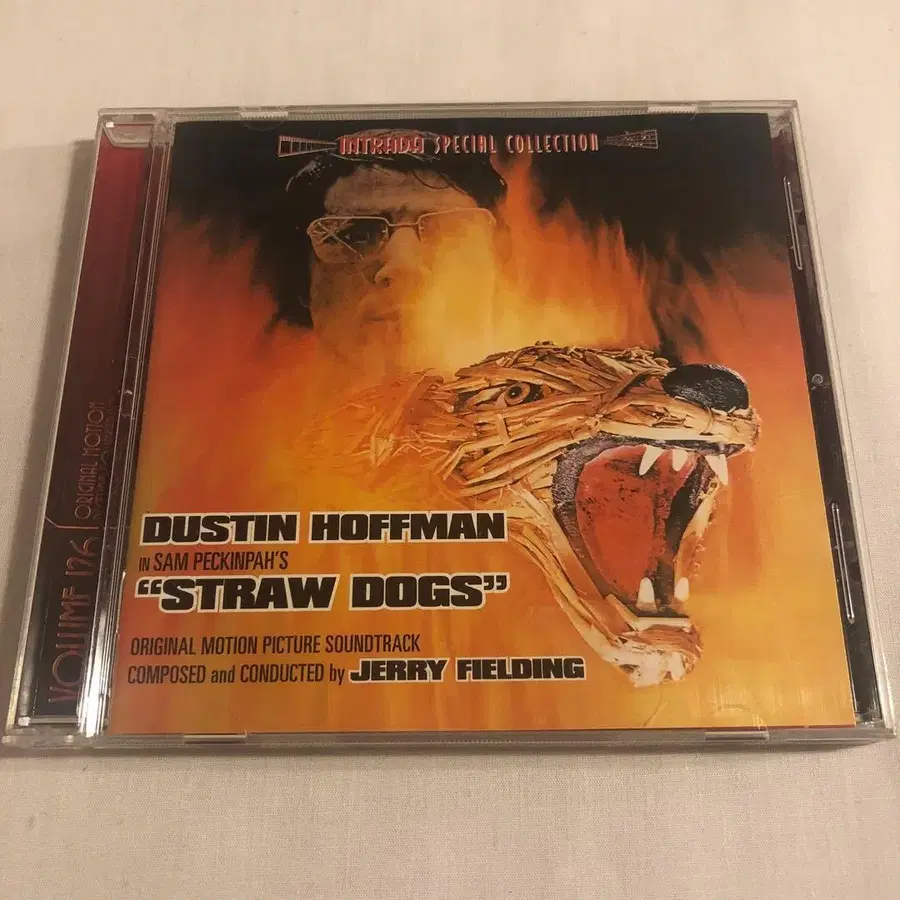 INTRADA SPECIAL COLLECTION
DUSTIN HOFFMAN
IN SAM PECKINPAH'S
"STRAW DOGS"
ORIGINAL MOTION PICTURE SOUNDTRACK
COMPOSED and CONDUCTED by JERRY FIELDING
VOLUME 176
ORIGINAL MOTION